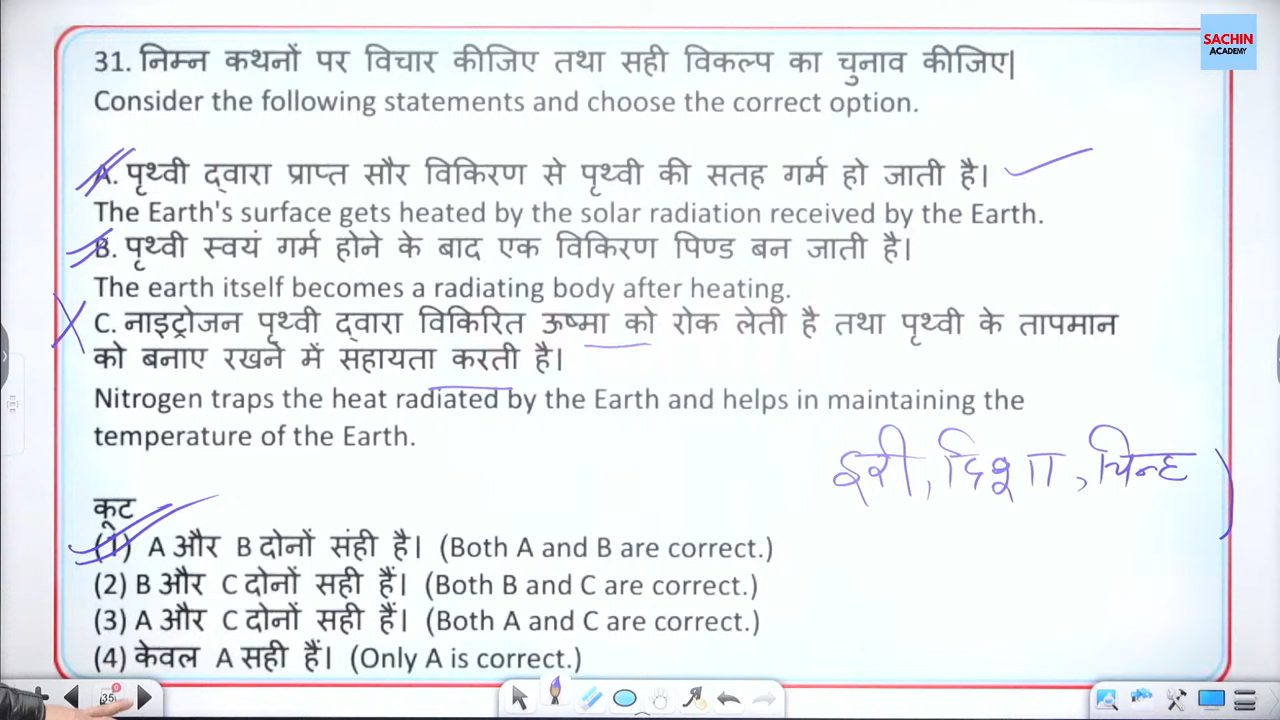 SACHIN
ACADEMY
31. निम्न कथनों पर विचार कीजिए तथा सही विकल्प का चुनाव कीजिए|
Consider the following statements and choose the correct option.
A. पृथ्वी द्वारा प्राप्त सौर विकिरण से पृथ्वी की सतह गर्म हो जाती है।
The Earth's surface gets heated by the solar radiation received by the Earth.
B. पृथ्वी स्वयं गर्म होने के बाद एक विकिरण पिण्ड बन जाती है।
The earth itself becomes a radiating body after heating.
C. नाइट्रोजन पृथ्वी द्वारा विकिरित ऊष्मा को रोक लेती है तथा पृथ्वी के तापमान
को बनाए रखने में सहायता करती है।
Nitrogen traps the heat radiated by the Earth and helps in maintaining the
temperature of the Earth.
दिशा, चिन्ह
कूट
(1) A और B दोनों संही है। (Both A and B are correct.)
(2) B और C दोनों सही हैं। (Both B and C are correct.)
(3) A और C दोनों सही हैं। (Both A and C are correct.)
(4) केवल A सही हैं। (Only A is correct.)
35